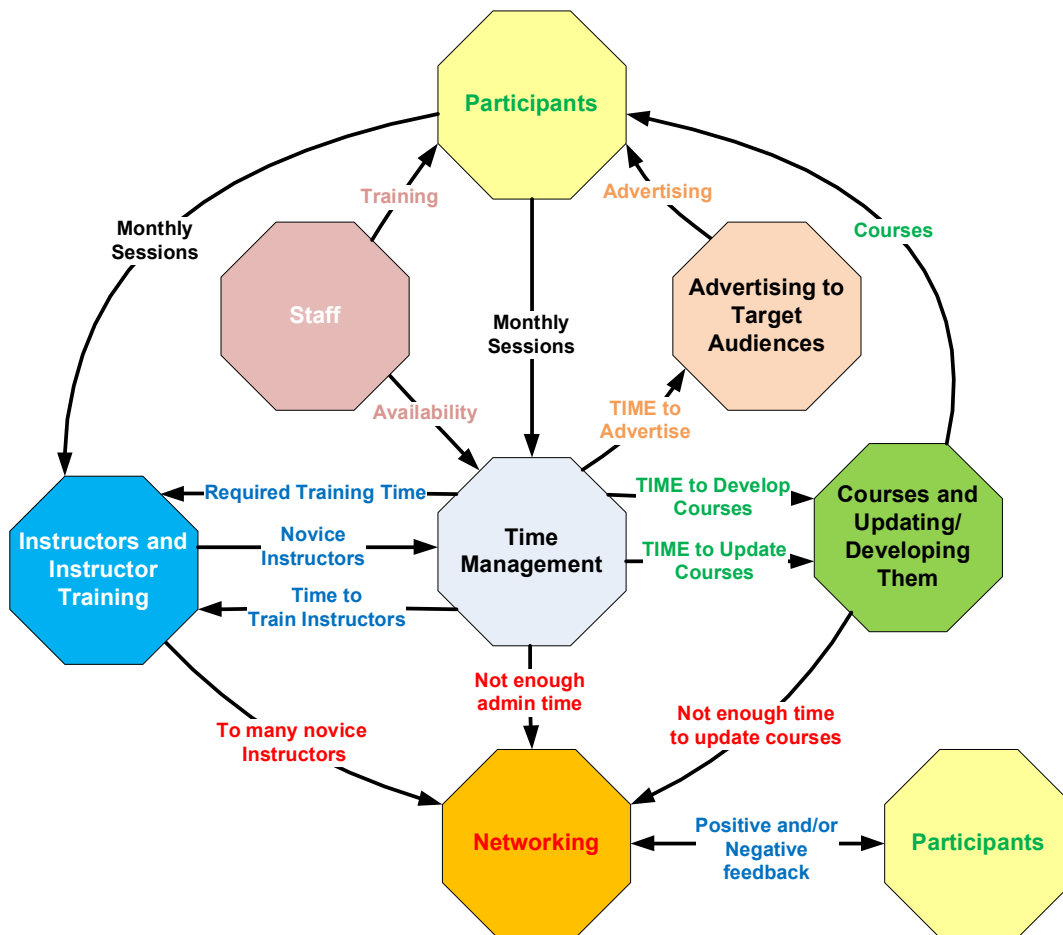 Participants
Training
Advertising
Monthly
Sessions
Courses
Staff
Advertising to
Target
Audiences
Monthly
Sessions
Availability
TIME to
Advertise
Required Training Time
TIME to Develop
Courses
Courses and
Updating/
Developing
Them
Instructors and
Instructor
Training
Novice
Instructors
Time
Management
TIME to Update
Courses
Time to
Train Instructors
Not enough
admin time
To many novice
Instructors
Not enough time
to update courses
Networking
Positive and/or
Negative
feedback
Participants